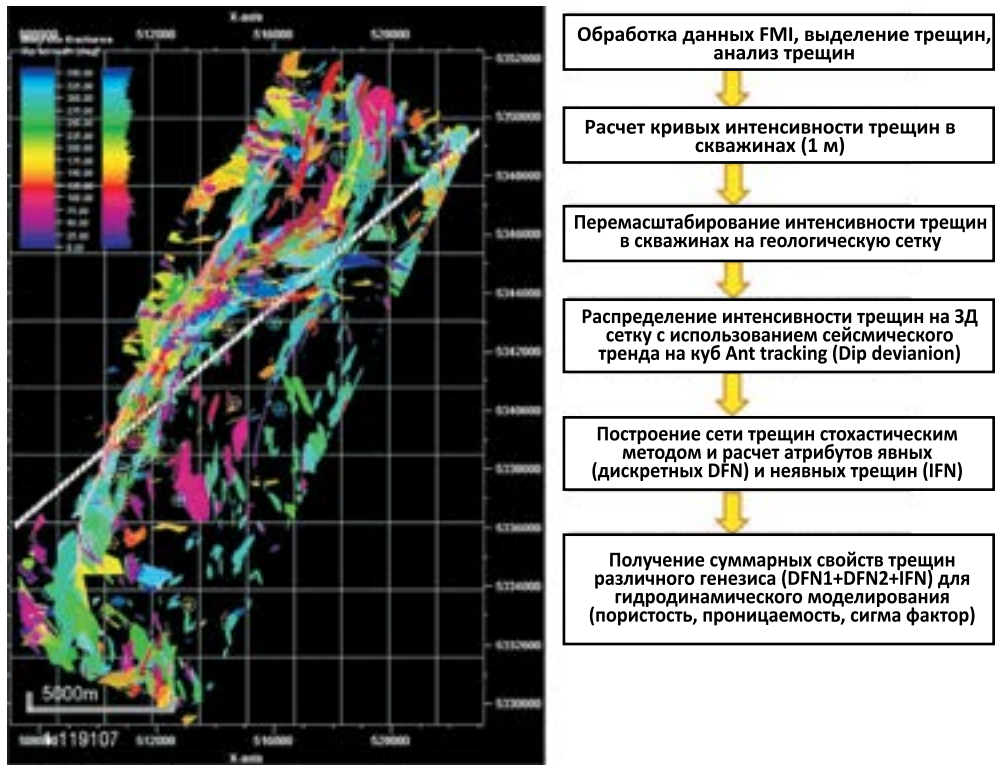 X-axis
512000
516000
520000
5352000
5350000
5348000
5346000
5344000
5342000
5340000
5338000
5336000
5334000
5332000
5330000
5000m
119107
512000
516000
520000
X-axis
Обработка данных FMI, выделение трещин,
анализ трещин
Расчет кривых интенсивности трещин в
скважинах (1 м)
Перемасштабирование интенсивности трещин
в скважинах на геологическую сетку
Распределение интенсивности трещин на 3Д
сетку с использованием сейсмического
тренда на куб Ant tracking (Dip devianion)
Построение сети трещин стохастическим
методом и расчет атрибутов явных
(дискретных DFN) и неявных трещин (IFN)
Получение суммарных свойств трещин
различного генезиса (DFN1+DFN2+IFN) для
гидродинамического моделирования
(пористость, проницаемость, сигма фактор)